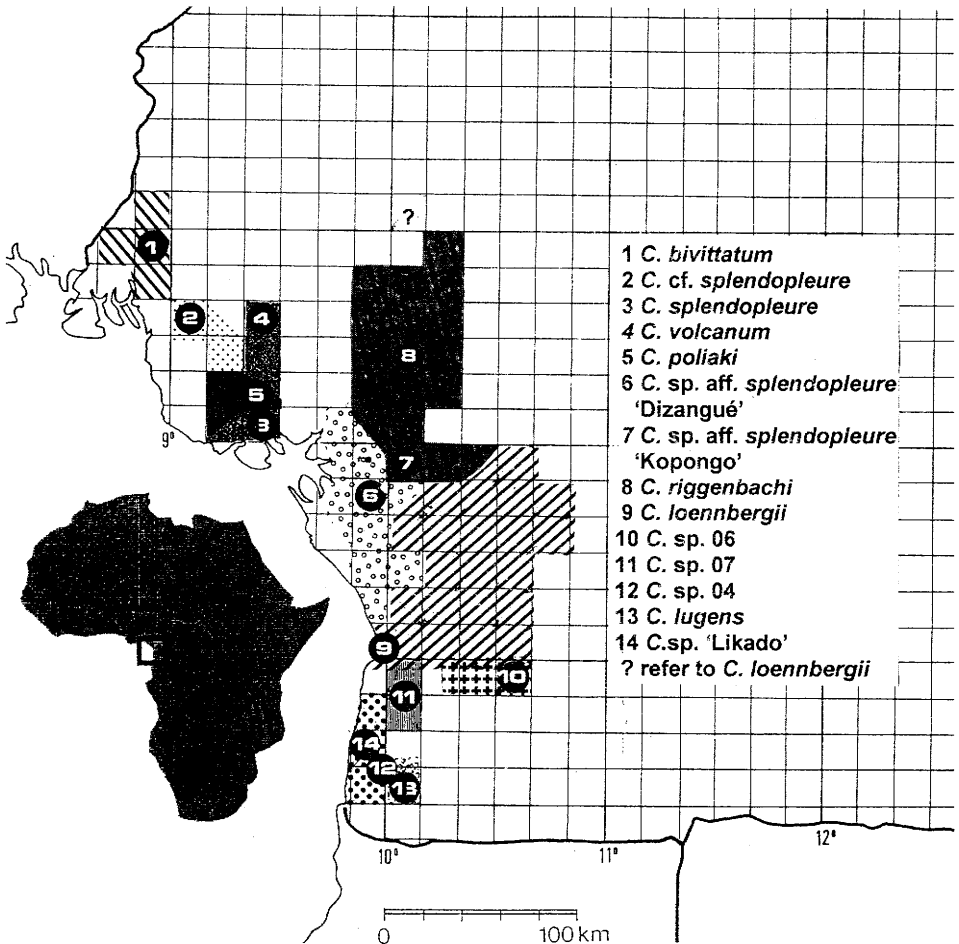 ?
1 C. bivittatum
2 C. cf. splendopleure
3 C. splendopleure
4 C. volcanum
5 C. poliaki
6 C. sp. aff. splendopleure
'Dizangué'
7 C. sp. aff. splendopleure
'Kopongo'
8 C. riggenbachi
9 C. loennbergii
10 C. sp. 06
11 C. sp. 07
12 C. sp. 04
13 C. lugens
14 C.sp. 'Likado'
? refer to C. loennbergii
1
2
4
8
5
3
9°
7
6
9
10
11
14
12
13
10°
11°
12°
0
100 km